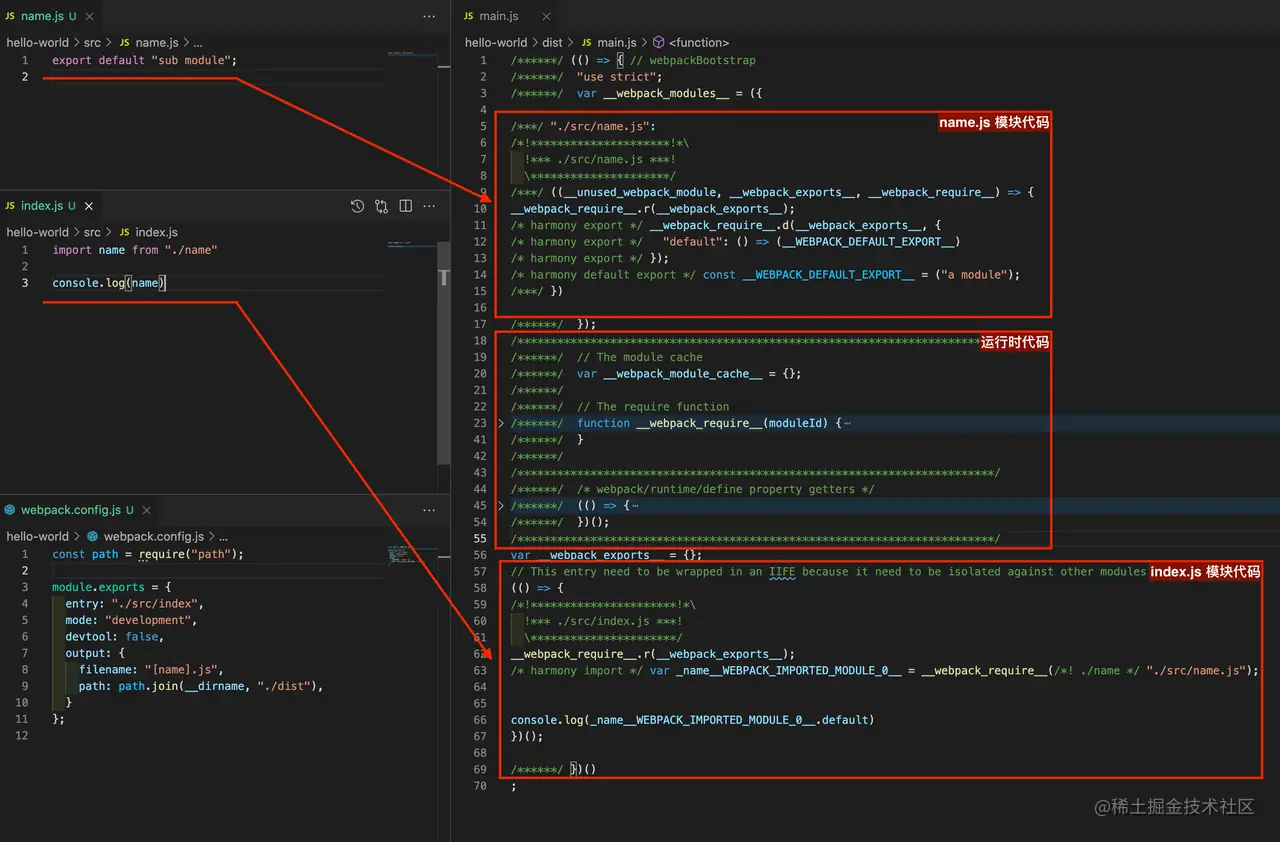 JS name.js U ×
hello-world > src > JS name.js > ...
1 export default "sub module";
2
JS index.js U ×
hello-world > src > JS index.js
1 import name from "./name"
2
3 console.log(name)
webpack.config.js U ×
hello-world > webpack.config.js > ...
1 const path = require("path");
2
3 module.exports = {
4 entry: "./src/index",
5 mode: "development",
6 devtool: false,
7 output: {
8 filename: "[name].js",
9 path: path.join(__dirname, "./dist"),
10 }
11 };
12
JS main.js ×
hello-world > dist > JS main.js > <function>
1 /******/ (() => { // webpackBootstrap
2 /******/ "use strict";
3 /******/ var __webpack_modules__ = ({
4
name.js 模块代码
5 /***/ "./src/name.js":
6 /*!*********************!*\
7 !*** ./src/name.js ***!
8 \*********************/
9 /***/ ((__unused_webpack_module, __webpack_exports__, __webpack_require__) => {
10 __webpack_require__.r(__webpack_exports__);
11 /* harmony export */ __webpack_require__.d(__webpack_exports__, {
12 /* harmony export */ "default": () => (__WEBPACK_DEFAULT_EXPORT__)
13 /* harmony export */ });
14 /* harmony default export */ const __WEBPACK_DEFAULT_EXPORT__ = ("a module");
15 /***/ })
16
17 /******/ });
18 /************************************************************************
运行时代码
19 /******/ // The module cache
20 /******/ var __webpack_module_cache__ = {};
21 /******/
22 /******/ // The require function
23 /******/ function __webpack_require__(moduleId) {⋯
40 /******/ }
41 /******/ }
42 /******/
43 /************************************************************************/
44 /******/ /* webpack/runtime/define property getters */
45 /******/ (() => {⋯
54 /******/ })();
55 /************************************************************************/
56 var __webpack_exports__ = {};
57 // This entry need to be wrapped in an IIFE because it need to be isolated against other modules
index.js 模块代码
58 (() => {
59 /*!**********************!*\
60 !*** ./src/index.js ***!
61 \**********************/
62 __webpack_require__.r(__webpack_exports__);
63 /* harmony import */ var _name__WEBPACK_IMPORTED_MODULE_0__ = __webpack_require__(/*! ./name */ "./src/name.js");
64
65
66 console.log(_name__WEBPACK_IMPORTED_MODULE_0__.default)
67 })();
68
69 /******/ })()
70 ;
@稀土掘金技术社区